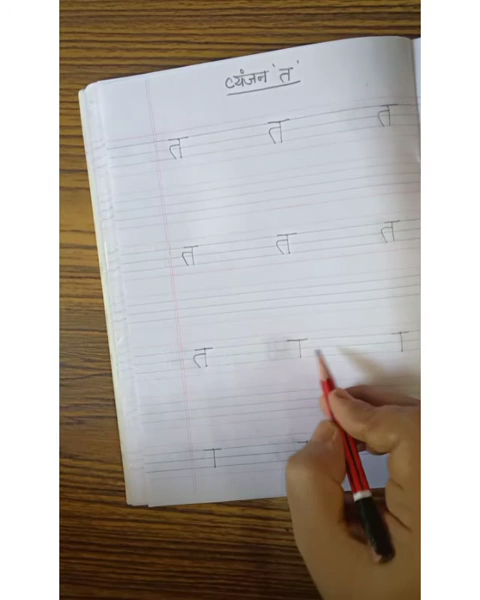 व्यंजन 'त'
त त त
त त त
त